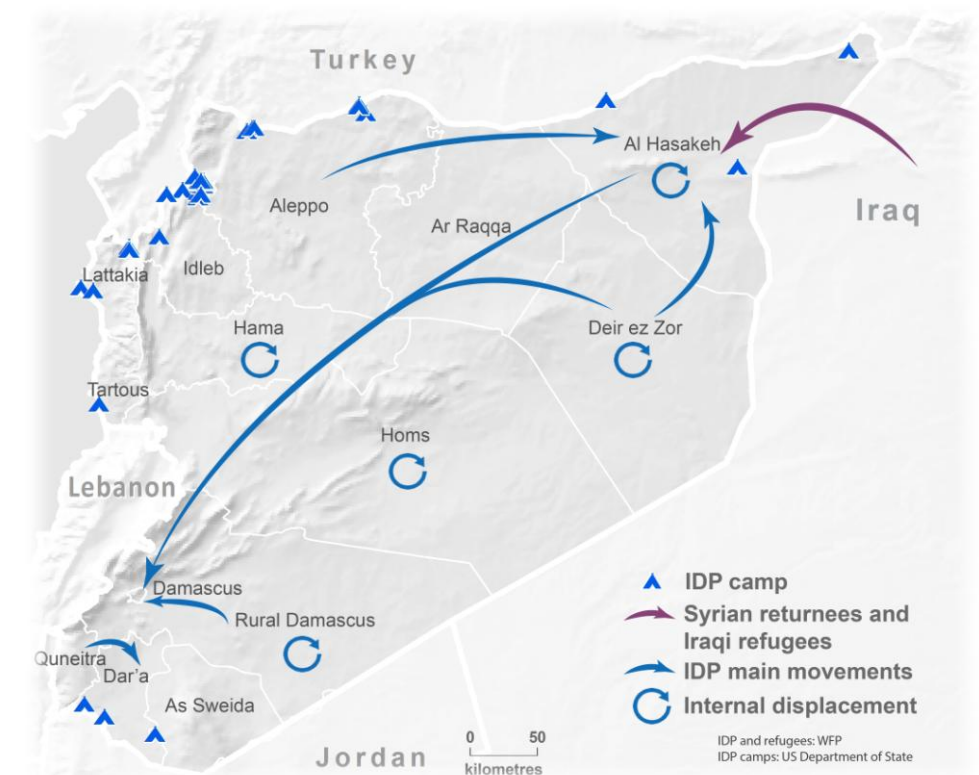 Turkey
Al Hasakeh
Aleppo
Iraq
Ar Raqqa
Idleb
Lattakia
Hama
Deir ez Zor
Tartous
Homs
Lebanon
Damascus
Rural Damascus
Quneitra
Dar'a
As Sweida
Jordan
IDP camp
Syrian returnees and
Iraqi refugees
IDP main movements
Internal displacement
0 50
kilometres
IDP and refugees: WFP
IDP camps: US Department of State